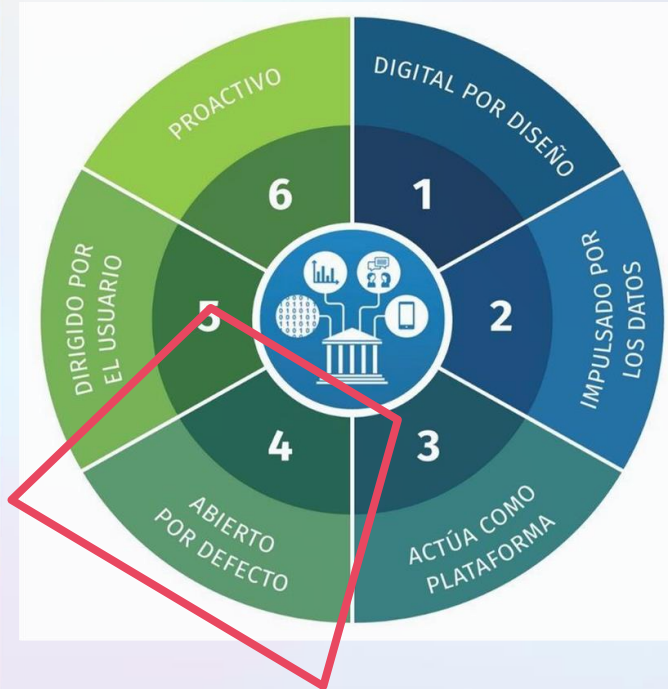 DIGITAL POR DISEÑO
1
IMPULSADO POR
LOS DATOS
2
ACTÚA COMO
PLATAFORMA
3
ABIERTO
POR DEFECTO
4
DIRIGIDO POR
EL USUARIO
5
PROACTIVO
6